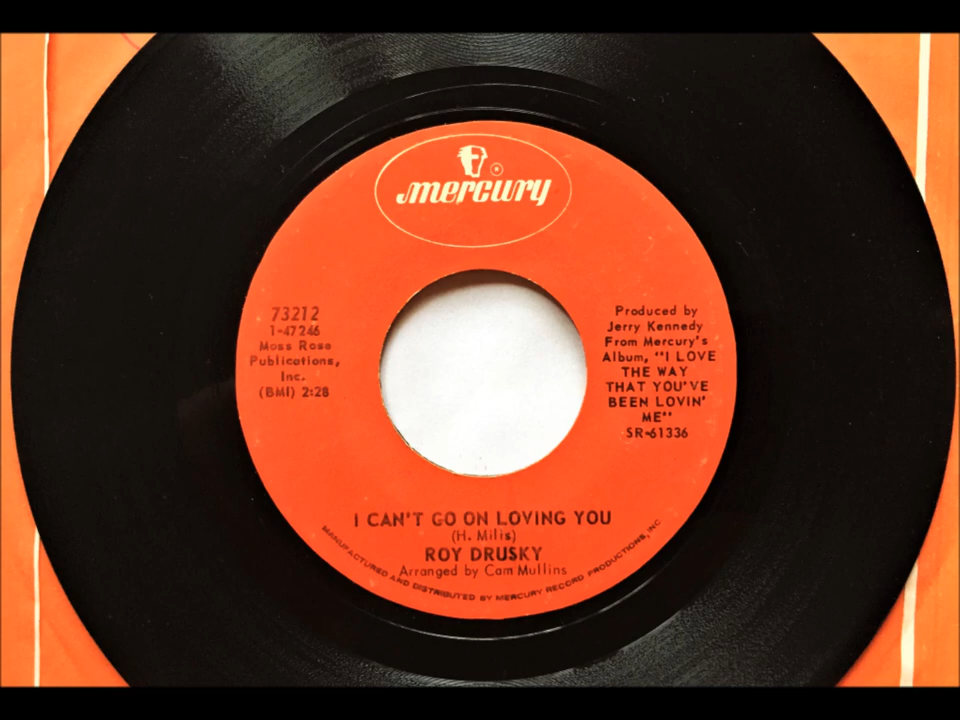 mercury
®
73212
1-47246
Moss Rose
Publications,
Inc.
(BMI) 2:28
Produced by
Jerry Kennedy
From Mercury's
Album, "I LOVE
THE WAY
THAT YOU'VE
BEEN LOVIN'
ME"
SR-61336
I CAN'T GO ON LOVING YOU
(H. Mills)
ROY DRUSKY
Arranged by Cam Mullins
MANUFACTURED AND DISTRIBUTED BY MERCURY RECORD PRODUCTIONS, INC